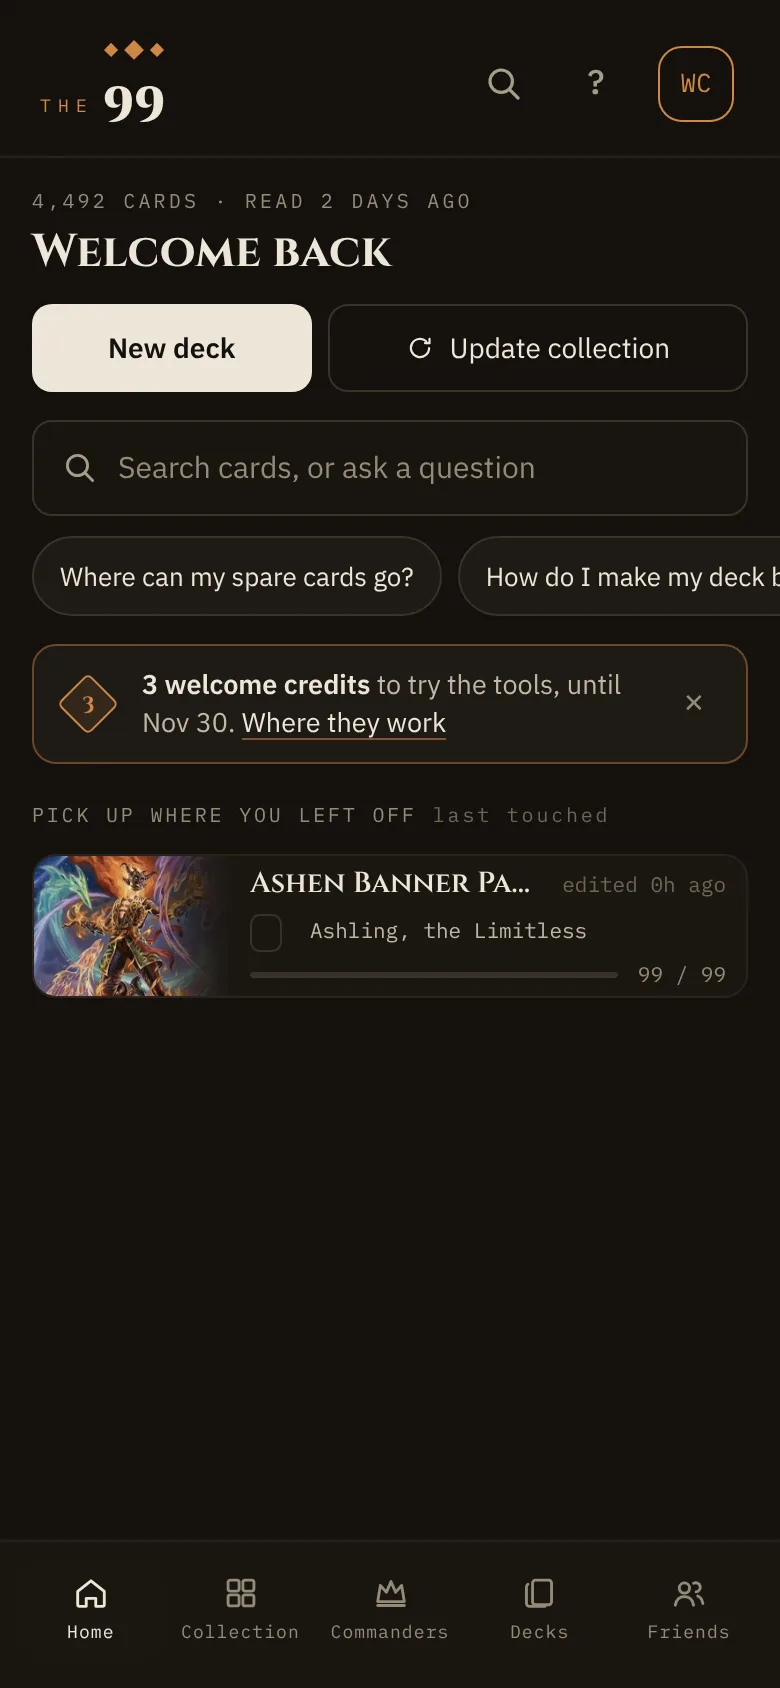 THE 99
?
WC
4,492 CARDS · READ 2 DAYS AGO
Welcome back
New deck
Update collection
Search cards, or ask a question
Where can my spare cards go?
How do I make my deck b
3
3 welcome credits to try the tools, until
Nov 30. Where they work
×
PICK UP WHERE YOU LEFT OFF last touched
Ashen Banner Pa...
edited 0h ago
Ashling, the Limitless
99 / 99
Home
Collection
Commanders
Decks
Friends